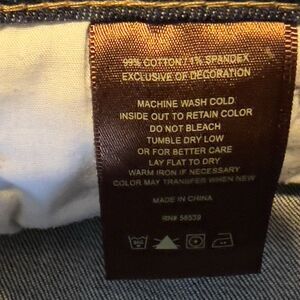 99% COTTON / 1% SPANDEX
EXCLUSIVE OF DECORATION
MACHINE WASH COLD
INSIDE OUT TO RETAIN COLOR
DO NOT BLEACH
TUMBLE DRY LOW
OR FOR BETTER CARE
LAY FLAT TO DRY
WARM IRON IF NECESSARY
COLOR MAY TRANSFER WHEN NEW
MADE IN CHINA
RN# 56539